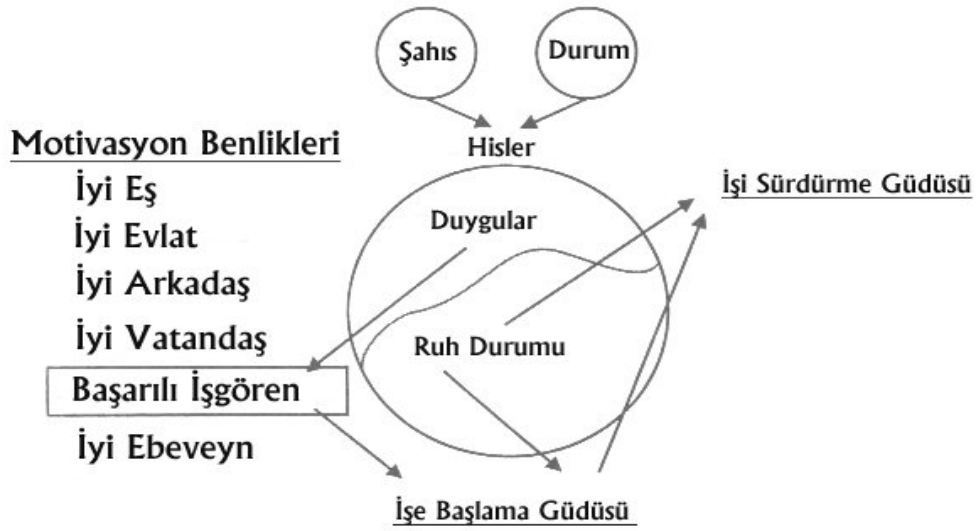 Şahıs
Durum
Hisler
Motivasyon Benlikleri
İyi Eş
İyi Evlat
İyi Arkadaş
İyi Vatandaş
Başarılı İşgören
İyi Ebeveyn
Duygular
Ruh Durumu
İşi Sürdürme Güdüsü
İşe Başlama Güdüsü